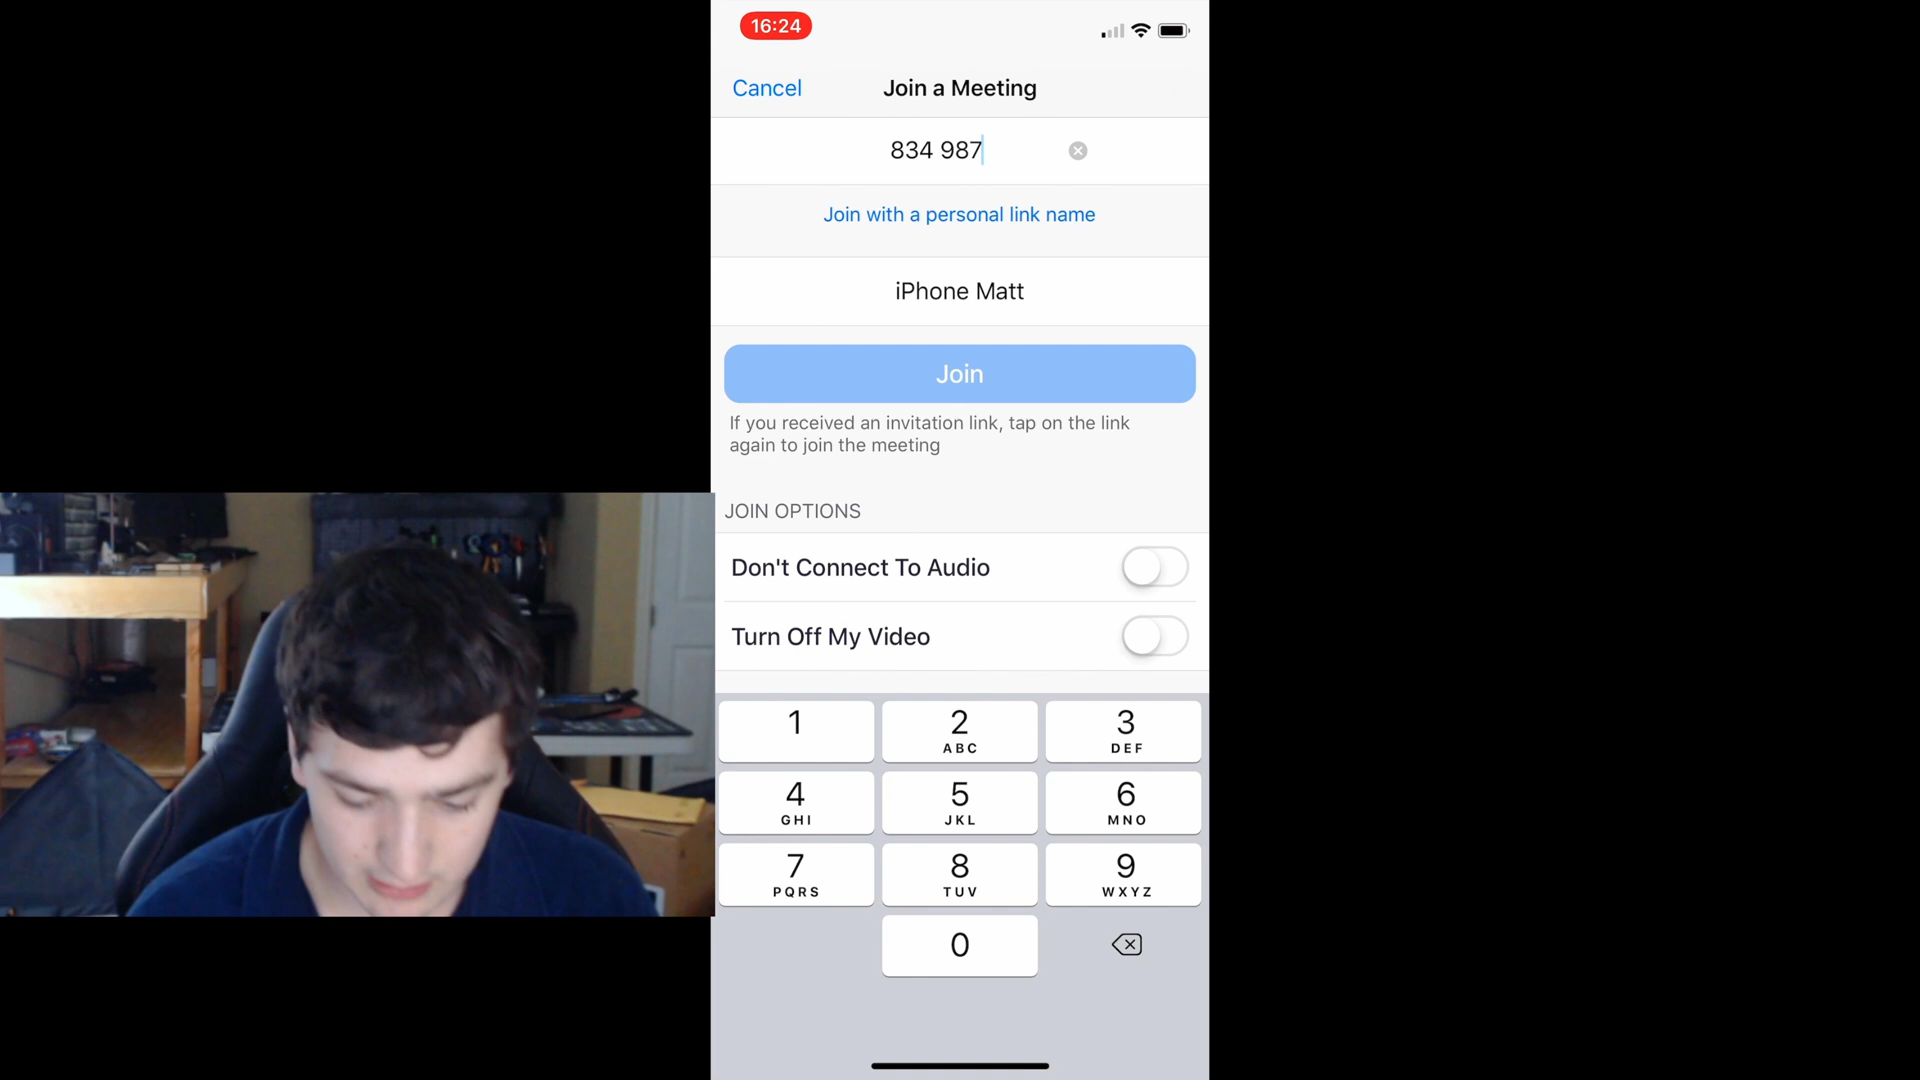 16:24
Cancel
Join a Meeting
834 987
Join with a personal link name
iPhone Matt
Join
If you received an invitation link, tap on the link
again to join the meeting
JOIN OPTIONS
Don't Connect To Audio
Turn Off My Video
1
2
ABC
3
DEF
4
GHI
5
JKL
6
MNO
7
PQRS
8
TUV
9
WXYZ
0